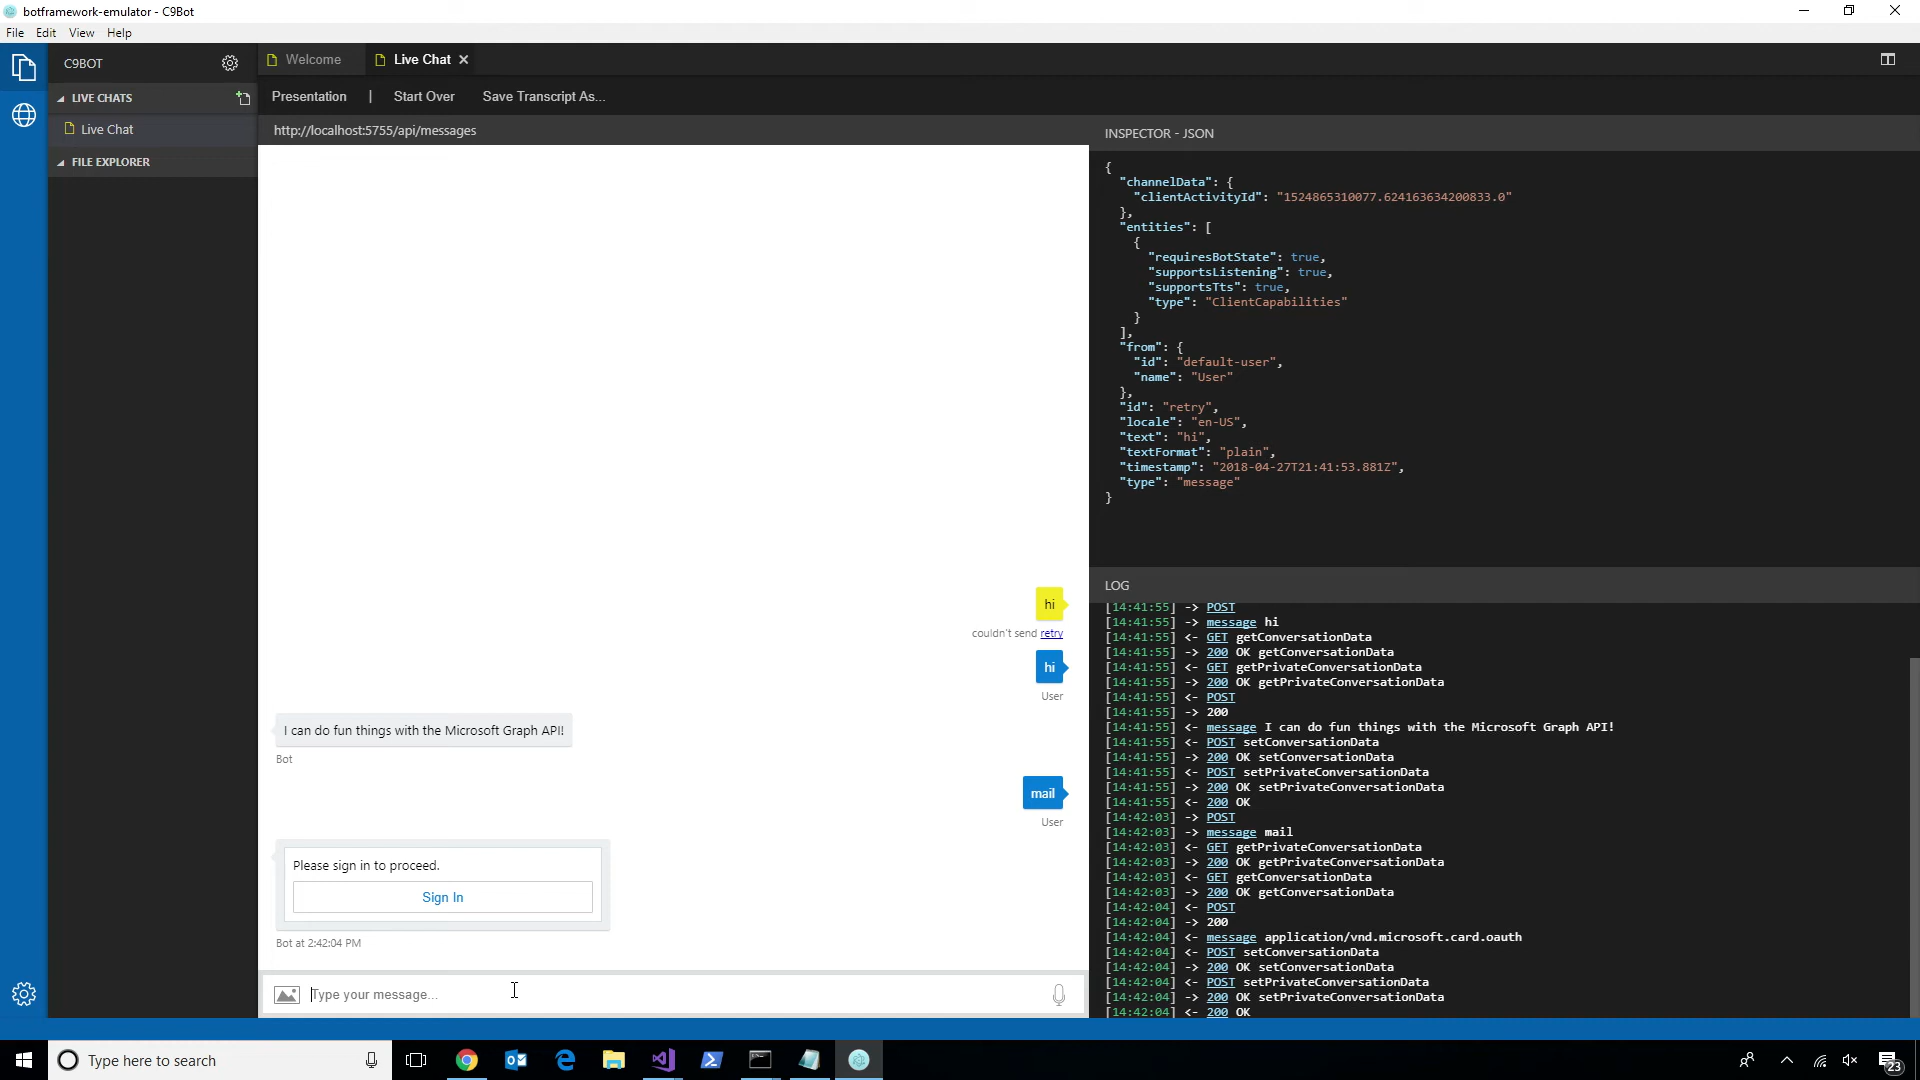 botframework-emulator - C9Bot
File Edit View Help
C9BOT
Welcome
Live Chat
LIVE CHATS
Live Chat
FILE EXPLORER
Presentation | Start Over Save Transcript As...
http://localhost:5755/api/messages
hi
couldn't send retry
hi
User
I can do fun things with the Microsoft Graph API!
Bot
mail
User
Please sign in to proceed.
Sign In
Bot at 2:42:04 PM
Type your message...
INSPECTOR - JSON
{
"channelData": {
"clientActivityId": "1524865310077.624163634200833.0"
},
"entities": [
{
"requiresBotState": true,
"supportsListening": true,
"supportsTts": true,
"type": "ClientCapabilities"
}
],
"from": {
"id": "default-user",
"name": "User"
},
"id": "retry",
"locale": "en-US",
"text": "hi",
"textFormat": "plain",
"timestamp": "2018-04-27T21:41:53.881Z",
"type": "message"
}
LOG
[14:41:55] -> POST
[14:41:55] -> message hi
[14:41:55] <- GET getConversationData
[14:41:55] -> 200 OK getConversationData
[14:41:55] <- GET getPrivateConversationData
[14:41:55] -> 200 OK getPrivateConversationData
[14:41:55] <- POST
[14:41:55] -> 200
[14:41:55] <- message I can do fun things with the Microsoft Graph API!
[14:41:55] <- POST setConversationData
[14:41:55] -> 200 OK setConversationData
[14:41:55] <- POST setPrivateConversationData
[14:41:55] -> 200 OK setPrivateConversationData
[14:41:55] <- 200 OK
[14:42:03] -> POST
[14:42:03] -> message mail
[14:42:03] <- GET getPrivateConversationData
[14:42:03] -> 200 OK getPrivateConversationData
[14:42:03] <- GET getConversationData
[14:42:03] -> 200 OK getConversationData
[14:42:04] <- POST
[14:42:04] -> 200
[14:42:04] <- message application/vnd.microsoft.card.oauth
[14:42:04] <- POST setConversationData
[14:42:04] -> 200 OK setConversationData
[14:42:04] <- POST setPrivateConversationData
[14:42:04] -> 200 OK setPrivateConversationData
[14:42:04] <- 200 OK
Type here to search
23